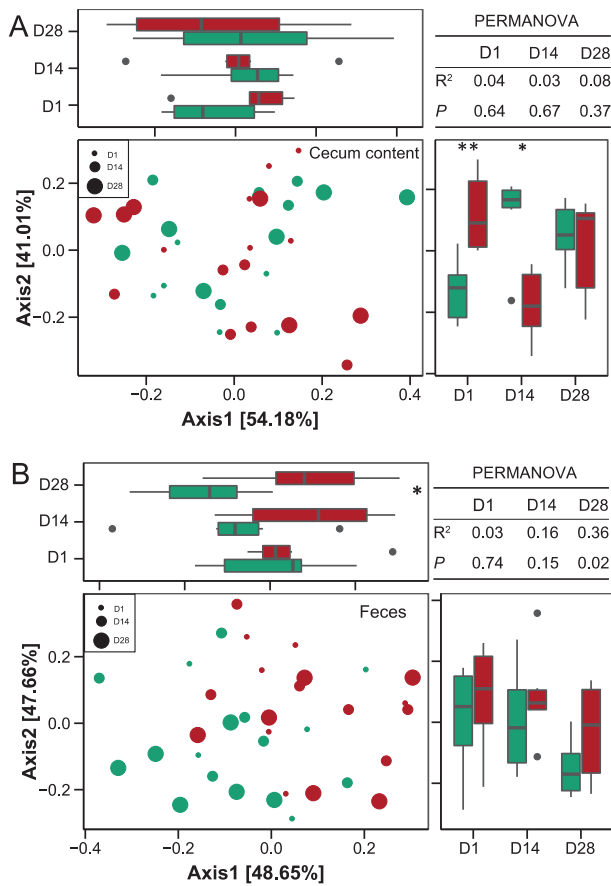 A
D28
D14
D1
PERMANOVA
D1 D14 D28
R² 0.04 0.03 0.08
P 0.64 0.67 0.37
D1
D14
D28
Cecum content
** *
0.2
0.0
−0.2
Axis2 [41.01%]
−0.2 0.0 0.2 0.4
Axis1 [54.18%]
D1 D14 D28
B
D28
D14
D1
*
PERMANOVA
D1 D14 D28
R² 0.03 0.16 0.36
P 0.74 0.15 0.02
D1
D14
D28
Feces
0.2
0.0
−0.2
Axis2 [47.66%]
−0.4 −0.2 0.0 0.2
Axis1 [48.65%]
D1 D14 D28